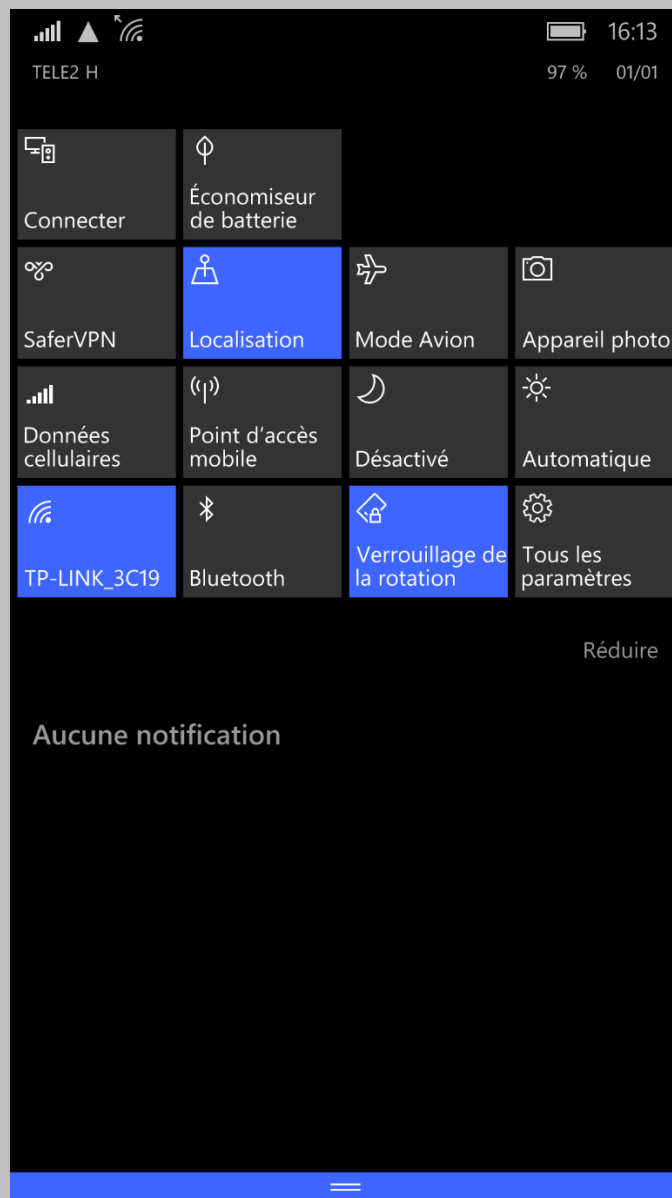 16:13
TELE2 H
97 %
01/01
Connecter
Économiseur
de batterie
SaferVPN
Localisation
Mode Avion
Appareil photo
Données
cellulaires
Point d’accès
mobile
Désactivé
Automatique
TP-LINK_3C19
Bluetooth
Verrouillage de
la rotation
Tous les
paramètres
Réduire
Aucune notification